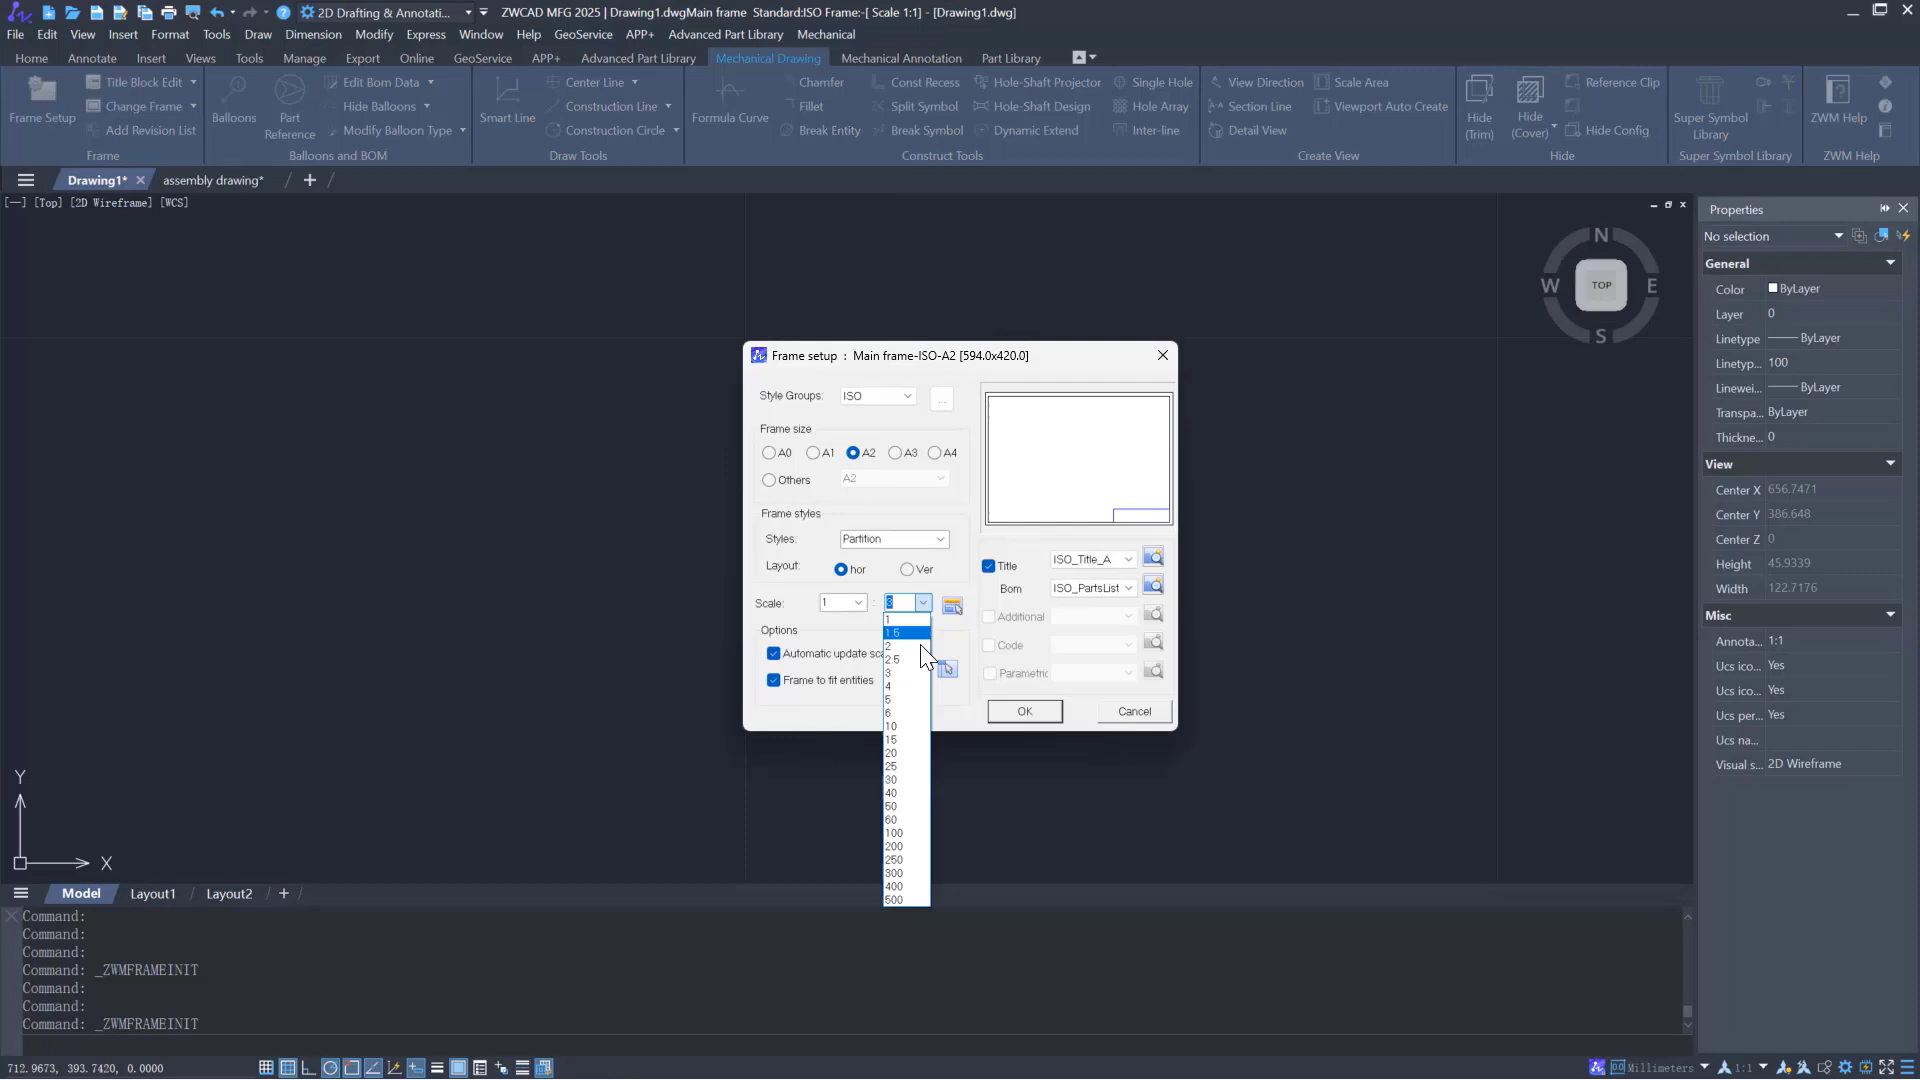 2D Drafting & Annotati...
ZWCAD MFG 2025 | Drawing1.dwgMain frame  Standard:ISO Frame:-[ Scale 1:1] - [Drawing1.dwg]
File Edit View Insert Format Tools Draw Dimension Modify Express Window Help GeoService APP+ Advanced Part Library Mechanical
Home Annotate Insert Views Tools Manage Export Online GeoService APP+ Advanced Part Library Mechanical Drawing Mechanical Annotation Part Library
Title Block Edit Edit Bom Data Center Line Chamfer Const Recess Hole-Shaft Projector Single Hole View Direction Scale Area Reference Clip
Change Frame Hide Balloons Construction Line Fillet Split Symbol Hole-Shaft Design Hole Array Section Line Viewport Auto Create
Frame Setup Balloons Part Reference Smart Line Formula Curve Hide (Trim) Hide (Cover) Super Symbol Library ZWM Help
Add Revision List Modify Balloon Type Construction Circle Break Entity Break Symbol Dynamic Extend Inter-line Detail View Hide Config
Frame Balloons and BOM Draw Tools Construct Tools Create View Hide Super Symbol Library ZWM Help
Drawing1* assembly drawing*
[—] [Top] [2D Wireframe] [WCS]
N
W TOP E
S
Frame setup : Main frame-ISO-A2 [594.0x420.0]
Style Groups: ISO ...
Frame size
A0 A1 A2 A3 A4
Others A2
Frame styles
Styles: Partition
Layout: hor Ver
Scale: 1 : 3
Options
Automatic update sca
Frame to fit entities
1
1.5
2
2.5
3
4
5
6
10
15
20
25
30
40
50
60
100
200
250
300
400
500
Title ISO_Title_A
Bom ISO_PartsList
Additional
Code
Parametric
OK Cancel
Properties
No selection
General
Color ByLayer
Layer 0
Linetype ByLayer
Linetyp... 100
Linewei... ByLayer
Transpa... ByLayer
Thickne... 0
View
Center X 656.7471
Center Y 386.648
Center Z 0
Height 45.9339
Width 122.7176
Misc
Annota... 1:1
Ucs ico... Yes
Ucs ico... Yes
Ucs per... Yes
Ucs na...
Visual s... 2D Wireframe
Y
X
Model Layout1 Layout2
Command:
Command:
Command:
Command: _ZWMFRAMEINIT
Command:
Command:
Command: _ZWMFRAMEINIT
712.9673, 393.7420, 0.0000
Millimeters 1:1